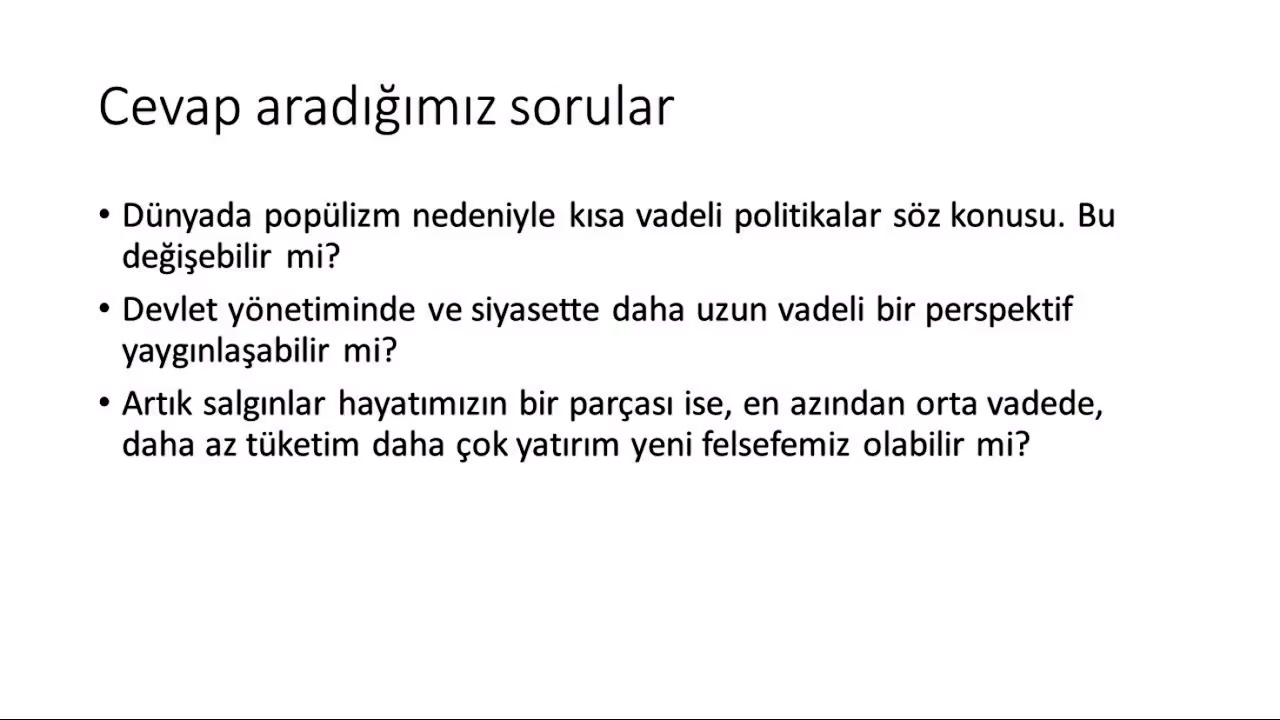 Cevap aradığımız sorular
• Dünyada popülizm nedeniyle kısa vadeli politikalar söz konusu. Bu
değişebilir mi?
• Devlet yönetiminde ve siyasette daha uzun vadeli bir perspektif
yaygınlaşabilir mi?
• Artık salgınlar hayatımızın bir parçası ise, en azından orta vadede,
daha az tüketim daha çok yatırım yeni felsefemiz olabilir mi?